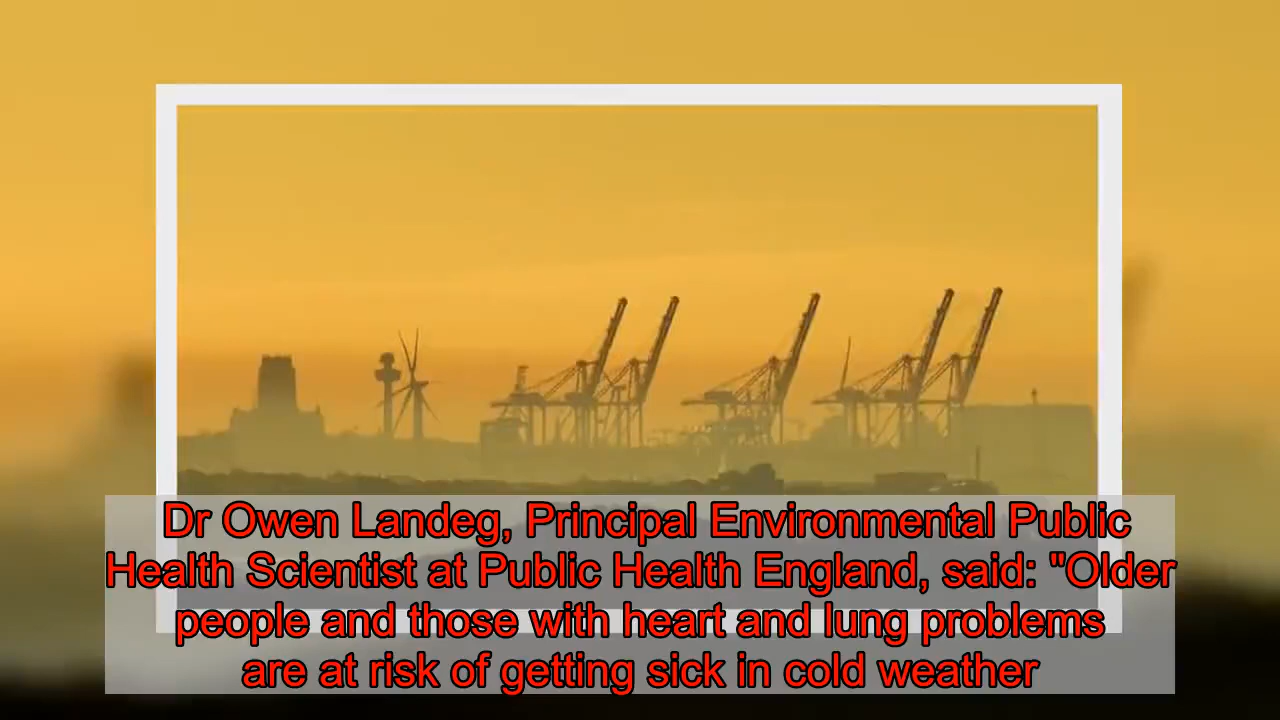 Dr Owen Landeg, Principal Environmental Public
Health Scientist at Public Health England, said: "Older
people and those with heart and lung problems
are at risk of getting sick in cold weather